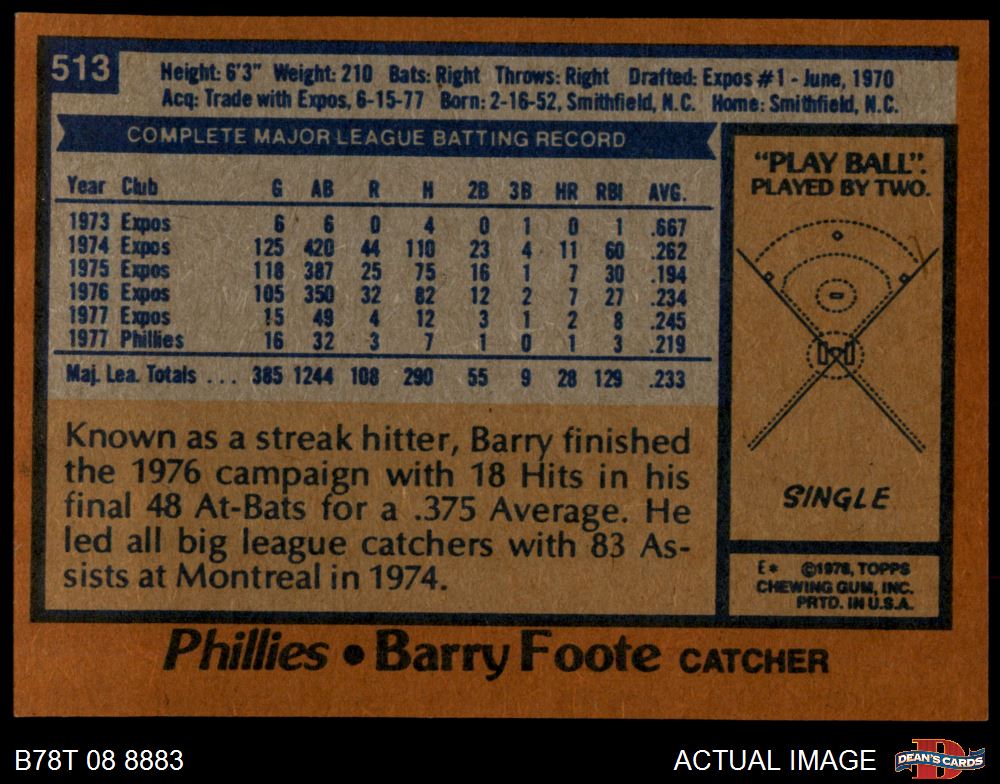 513
Height: 6'3" Weight: 210 Bats: Right Throws: Right Drafted: Expos #1 - June, 1970
Acq: Trade with Expos, 6-15-77 Born: 2-16-52, Smithfield, N.C. Home: Smithfield, N.C.
COMPLETE MAJOR LEAGUE BATTING RECORD
Year Club G AB R H 2B 3B HR RBI AVG.
1973 Expos 6 6 0 4 0 1 0 1 .667
1974 Expos 125 420 44 110 23 4 11 60 .262
1975 Expos 118 387 25 75 16 1 7 30 .194
1976 Expos 105 350 32 82 12 2 7 27 .234
1977 Expos 15 49 4 12 3 1 2 8 .245
1977 Phillies 16 32 3 7 1 0 1 3 .219
Maj. Lea. Totals ... 385 1244 108 290 55 9 28 129 .233
Known as a streak hitter, Barry finished
the 1976 campaign with 18 Hits in his
final 48 At-Bats for a .375 Average. He
led all big league catchers with 83 As-
sists at Montreal in 1974.
"PLAY BALL".
PLAYED BY TWO.
SINGLE
E* ©1978, TOPPS
CHEWING GUM, INC.
PRTD. IN U.S.A.
Phillies • Barry Foote CATCHER
B78T 08 8883
ACTUAL IMAGE
D
DEAN'S CARDS